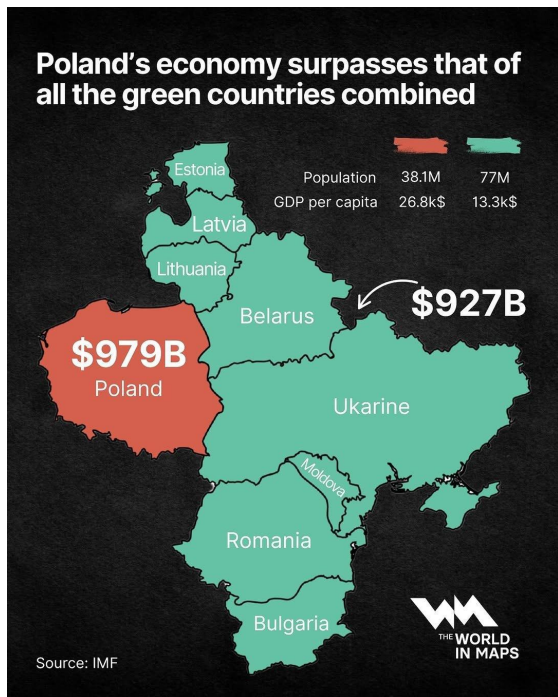 Poland's economy surpasses that of
all the green countries combined
Population 38.1M 77M
GDP per capita 26.8k$ 13.3k$
Estonia
Latvia
Lithuania
Belarus
$927B
$979B
Poland
Ukarine
Moldova
Romania
Bulgaria
THE WORLD
IN MAPS
Source: IMF